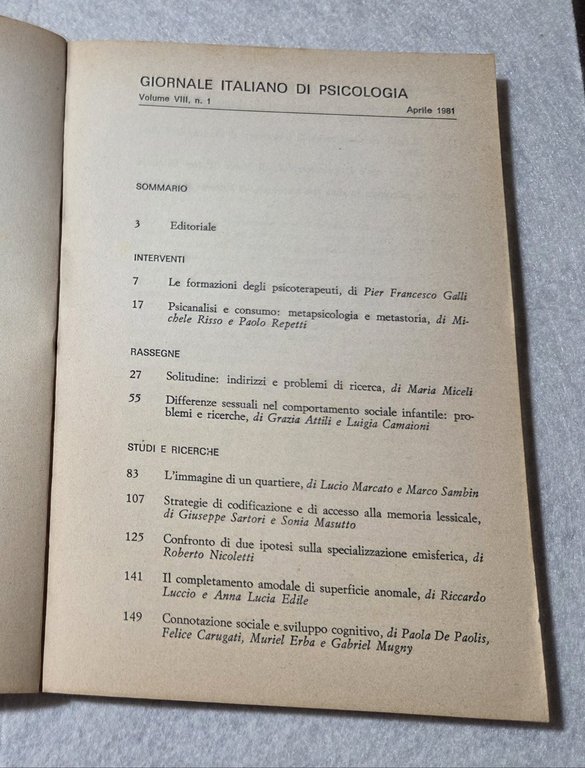 GIORNALE ITALIANO DI PSICOLOGIA
Volume VIII, n. 1 Aprile 1981
SOMMARIO
3 Editoriale
INTERVENTI
7 Le formazioni degli psicoterapeuti, di Pier Francesco Galli
17 Psicanalisi e consumo: metapsicologia e metastoria, di Mi-
chele Risso e Paolo Repetti
RASSEGNE
27 Solitudine: indirizzi e problemi di ricerca, di Maria Miceli
55 Differenze sessuali nel comportamento sociale infantile: pro-
blemi e ricerche, di Grazia Attili e Luigia Camaioni
STUDI E RICERCHE
83 L'immagine di un quartiere, di Lucio Marcato e Marco Sambin
107 Strategie di codificazione e di accesso alla memoria lessicale,
di Giuseppe Sartori e Sonia Masutto
125 Confronto di due ipotesi sulla specializzazione emisferica, di
Roberto Nicoletti
141 Il completamento amodale di superficie anomale, di Riccardo
Luccio e Anna Lucia Edile
149 Connotazione sociale e sviluppo cognitivo, di Paola De Paolis,
Felice Carugati, Muriel Erba e Gabriel Mugny